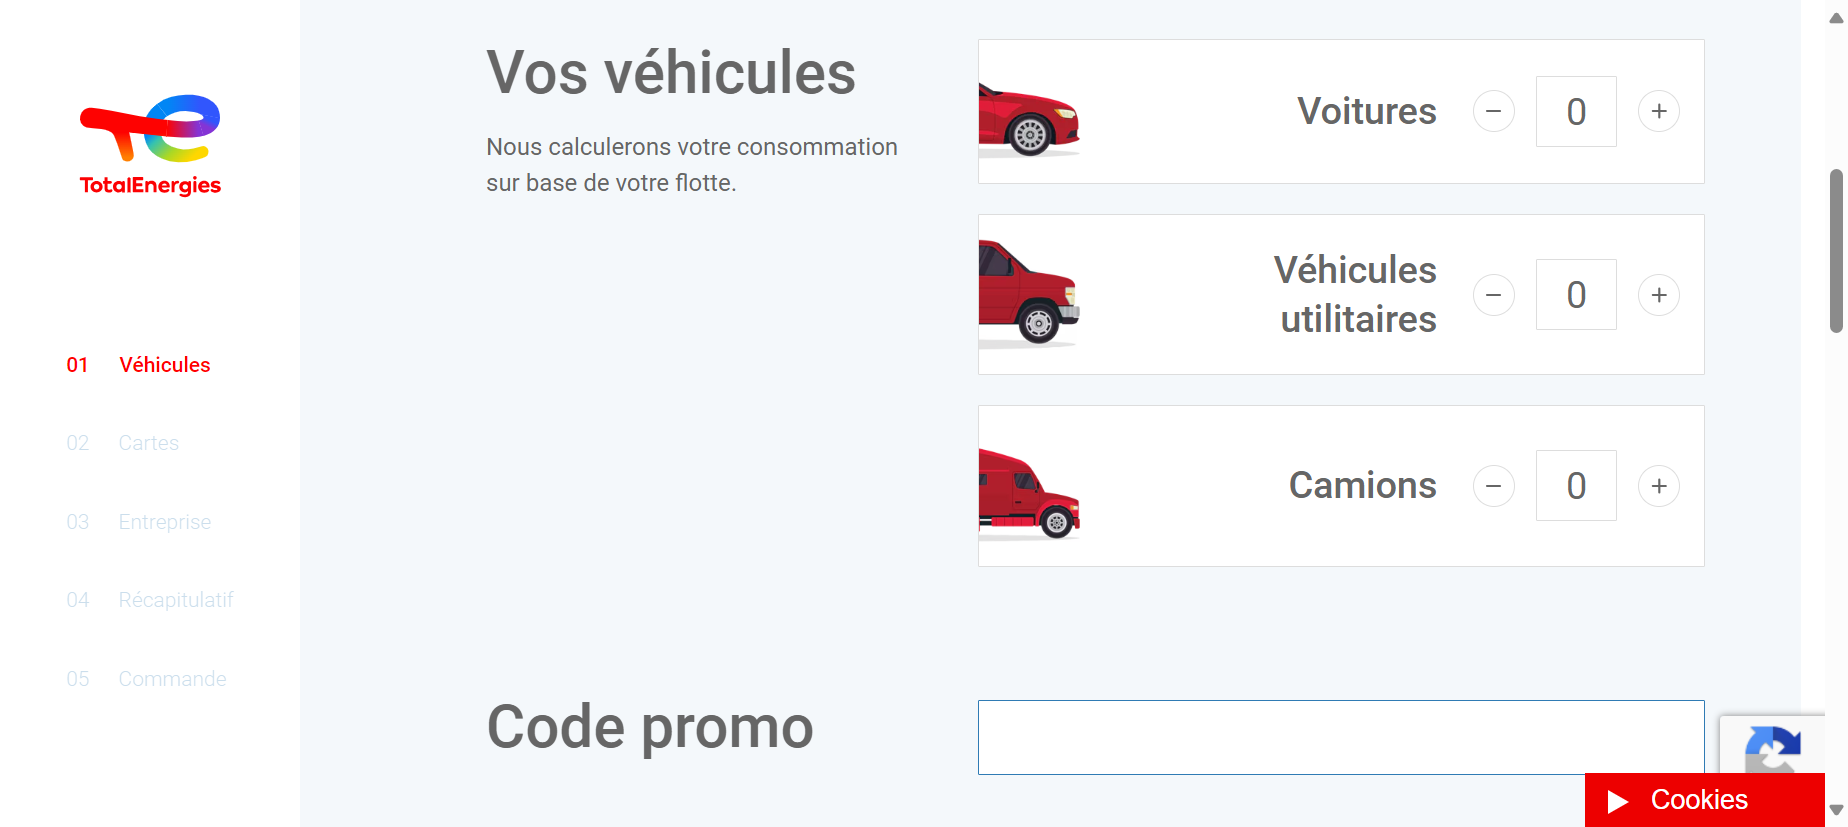 TotalEnergies
01 Véhicules
02 Cartes
03 Entreprise
04 Récapitulatif
05 Commande
Vos véhicules
Nous calculerons votre consommation
sur base de votre flotte.
Voitures
0
Véhicules
utilitaires
0
Camions
0
Code promo
Cookies